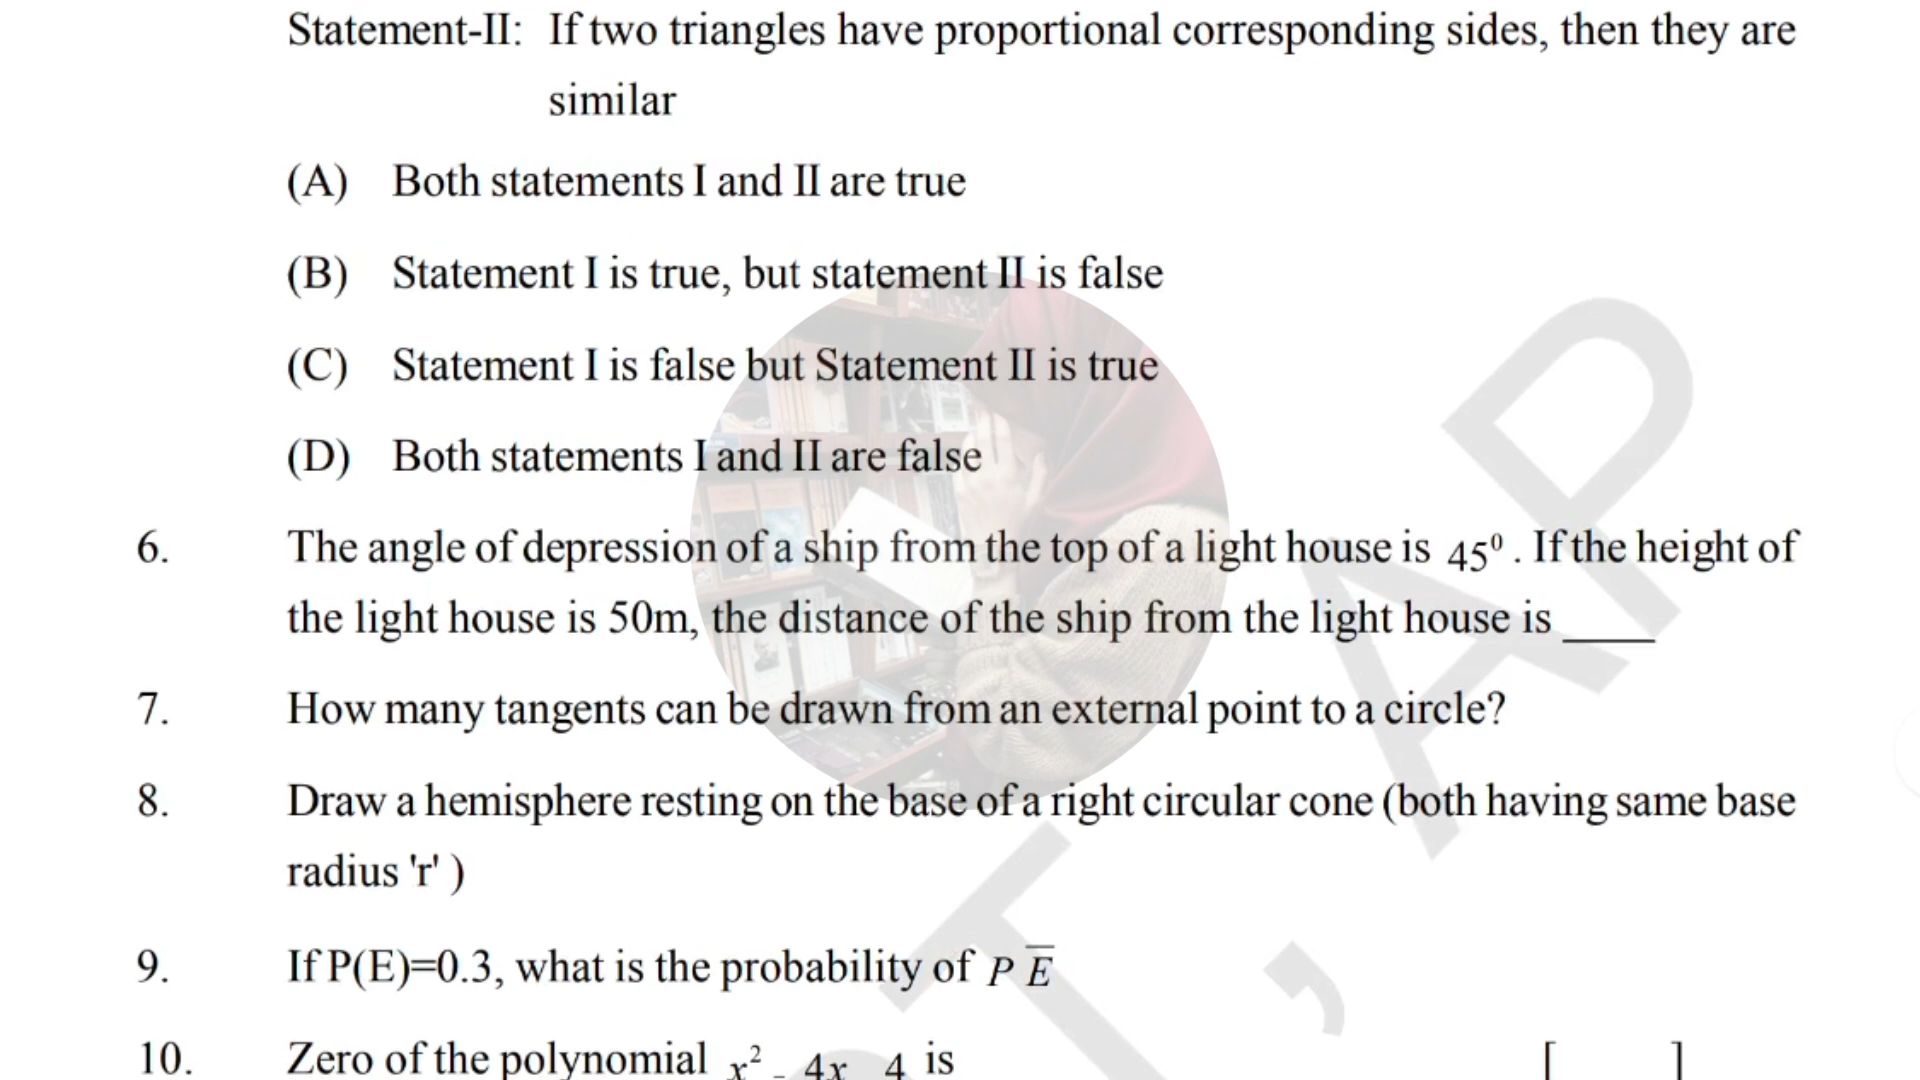 Statement-II: If two triangles have proportional corresponding sides, then they are
similar
(A) Both statements I and II are true
(B) Statement I is true, but statement II is false
(C) Statement I is false but Statement II is true
(D) Both statements I and II are false
6. The angle of depression of a ship from the top of a light house is 45⁰ . If the height of
the light house is 50m, the distance of the ship from the light house is ____
7. How many tangents can be drawn from an external point to a circle?
8. Draw a hemisphere resting on the base of a right circular cone (both having same base
radius 'r' )
9. If P(E)=0.3, what is the probability of P E̅
10. Zero of the polynomial x² - 4x 4 is [ ]
T, AP